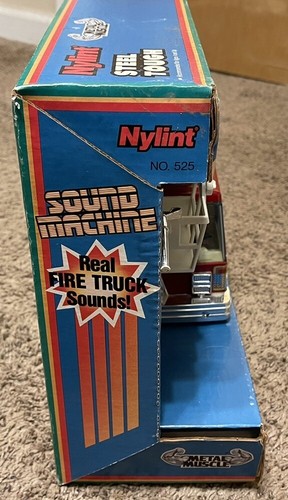 Nylint
STEEL
TOUGH
Nylint®
NO. 525
SOUND
MACHINE
Real
FIRE TRUCK
Sounds!
METAL
MUSCLE